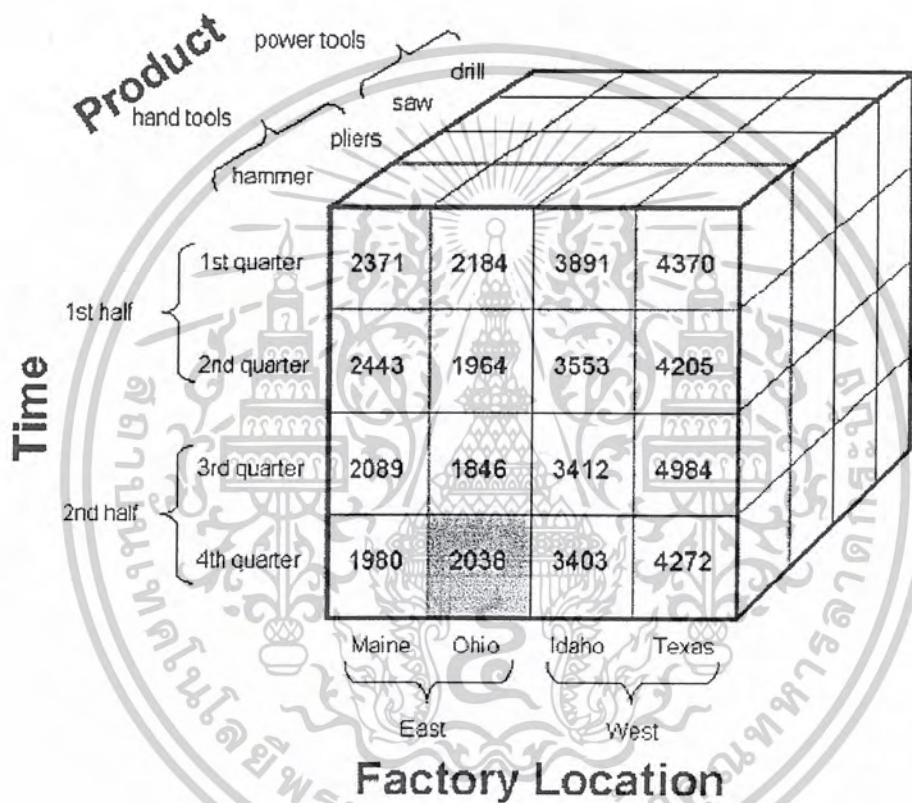 Product
power tools
hand tools
drill
saw
pliers
hammer
Time
1st half
1st quarter 2371 2184 3891 4370
2nd quarter 2443 1964 3553 4205
2nd half
3rd quarter 2089 1846 3412 4984
4th quarter 1980 2038 3403 4272
Maine Ohio Idaho Texas
East West
Factory Location